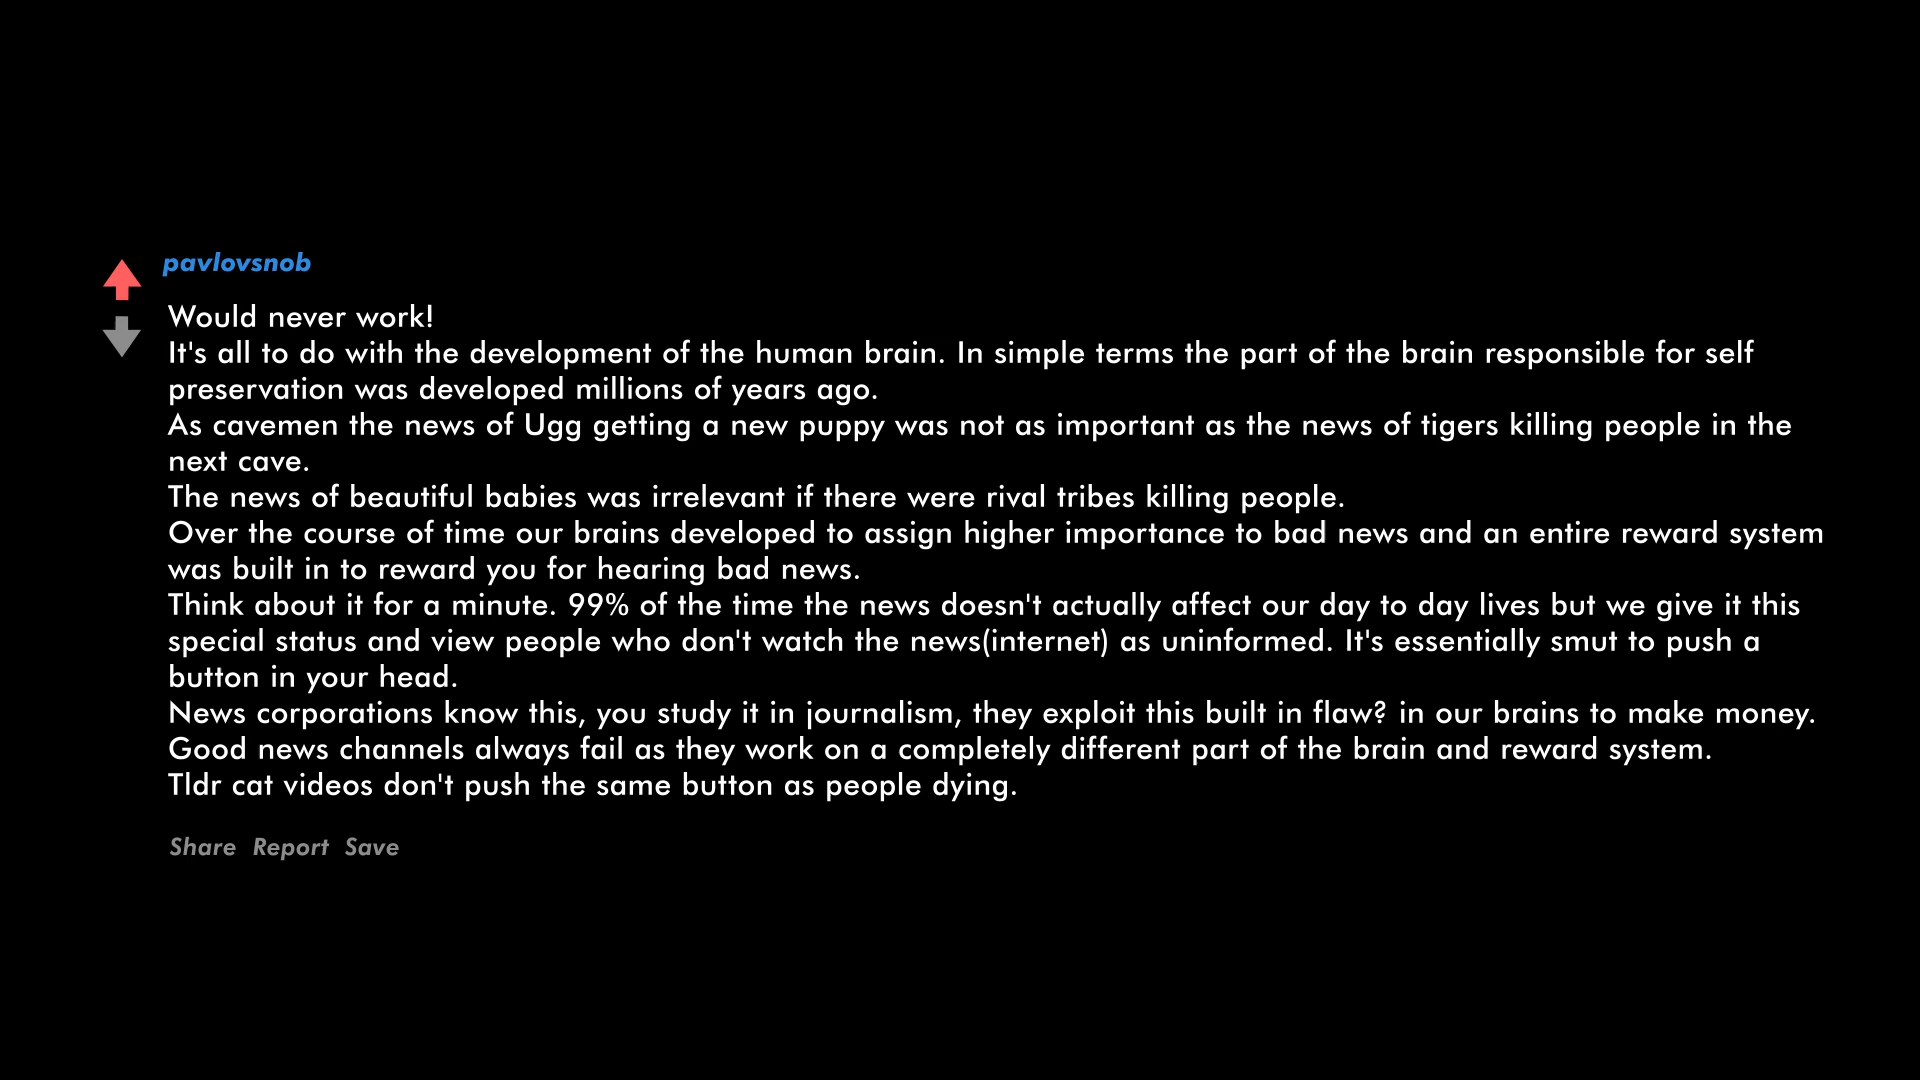 pavlovsnob
Would never work!
It's all to do with the development of the human brain. In simple terms the part of the brain responsible for self
preservation was developed millions of years ago.
As cavemen the news of Ugg getting a new puppy was not as important as the news of tigers killing people in the
next cave.
The news of beautiful babies was irrelevant if there were rival tribes killing people.
Over the course of time our brains developed to assign higher importance to bad news and an entire reward system
was built in to reward you for hearing bad news.
Think about it for a minute. 99% of the time the news doesn't actually affect our day to day lives but we give it this
special status and view people who don't watch the news(internet) as uninformed. It's essentially smut to push a
button in your head.
News corporations know this, you study it in journalism, they exploit this built in flaw? in our brains to make money.
Good news channels always fail as they work on a completely different part of the brain and reward system.
Tldr cat videos don't push the same button as people dying.
Share Report Save